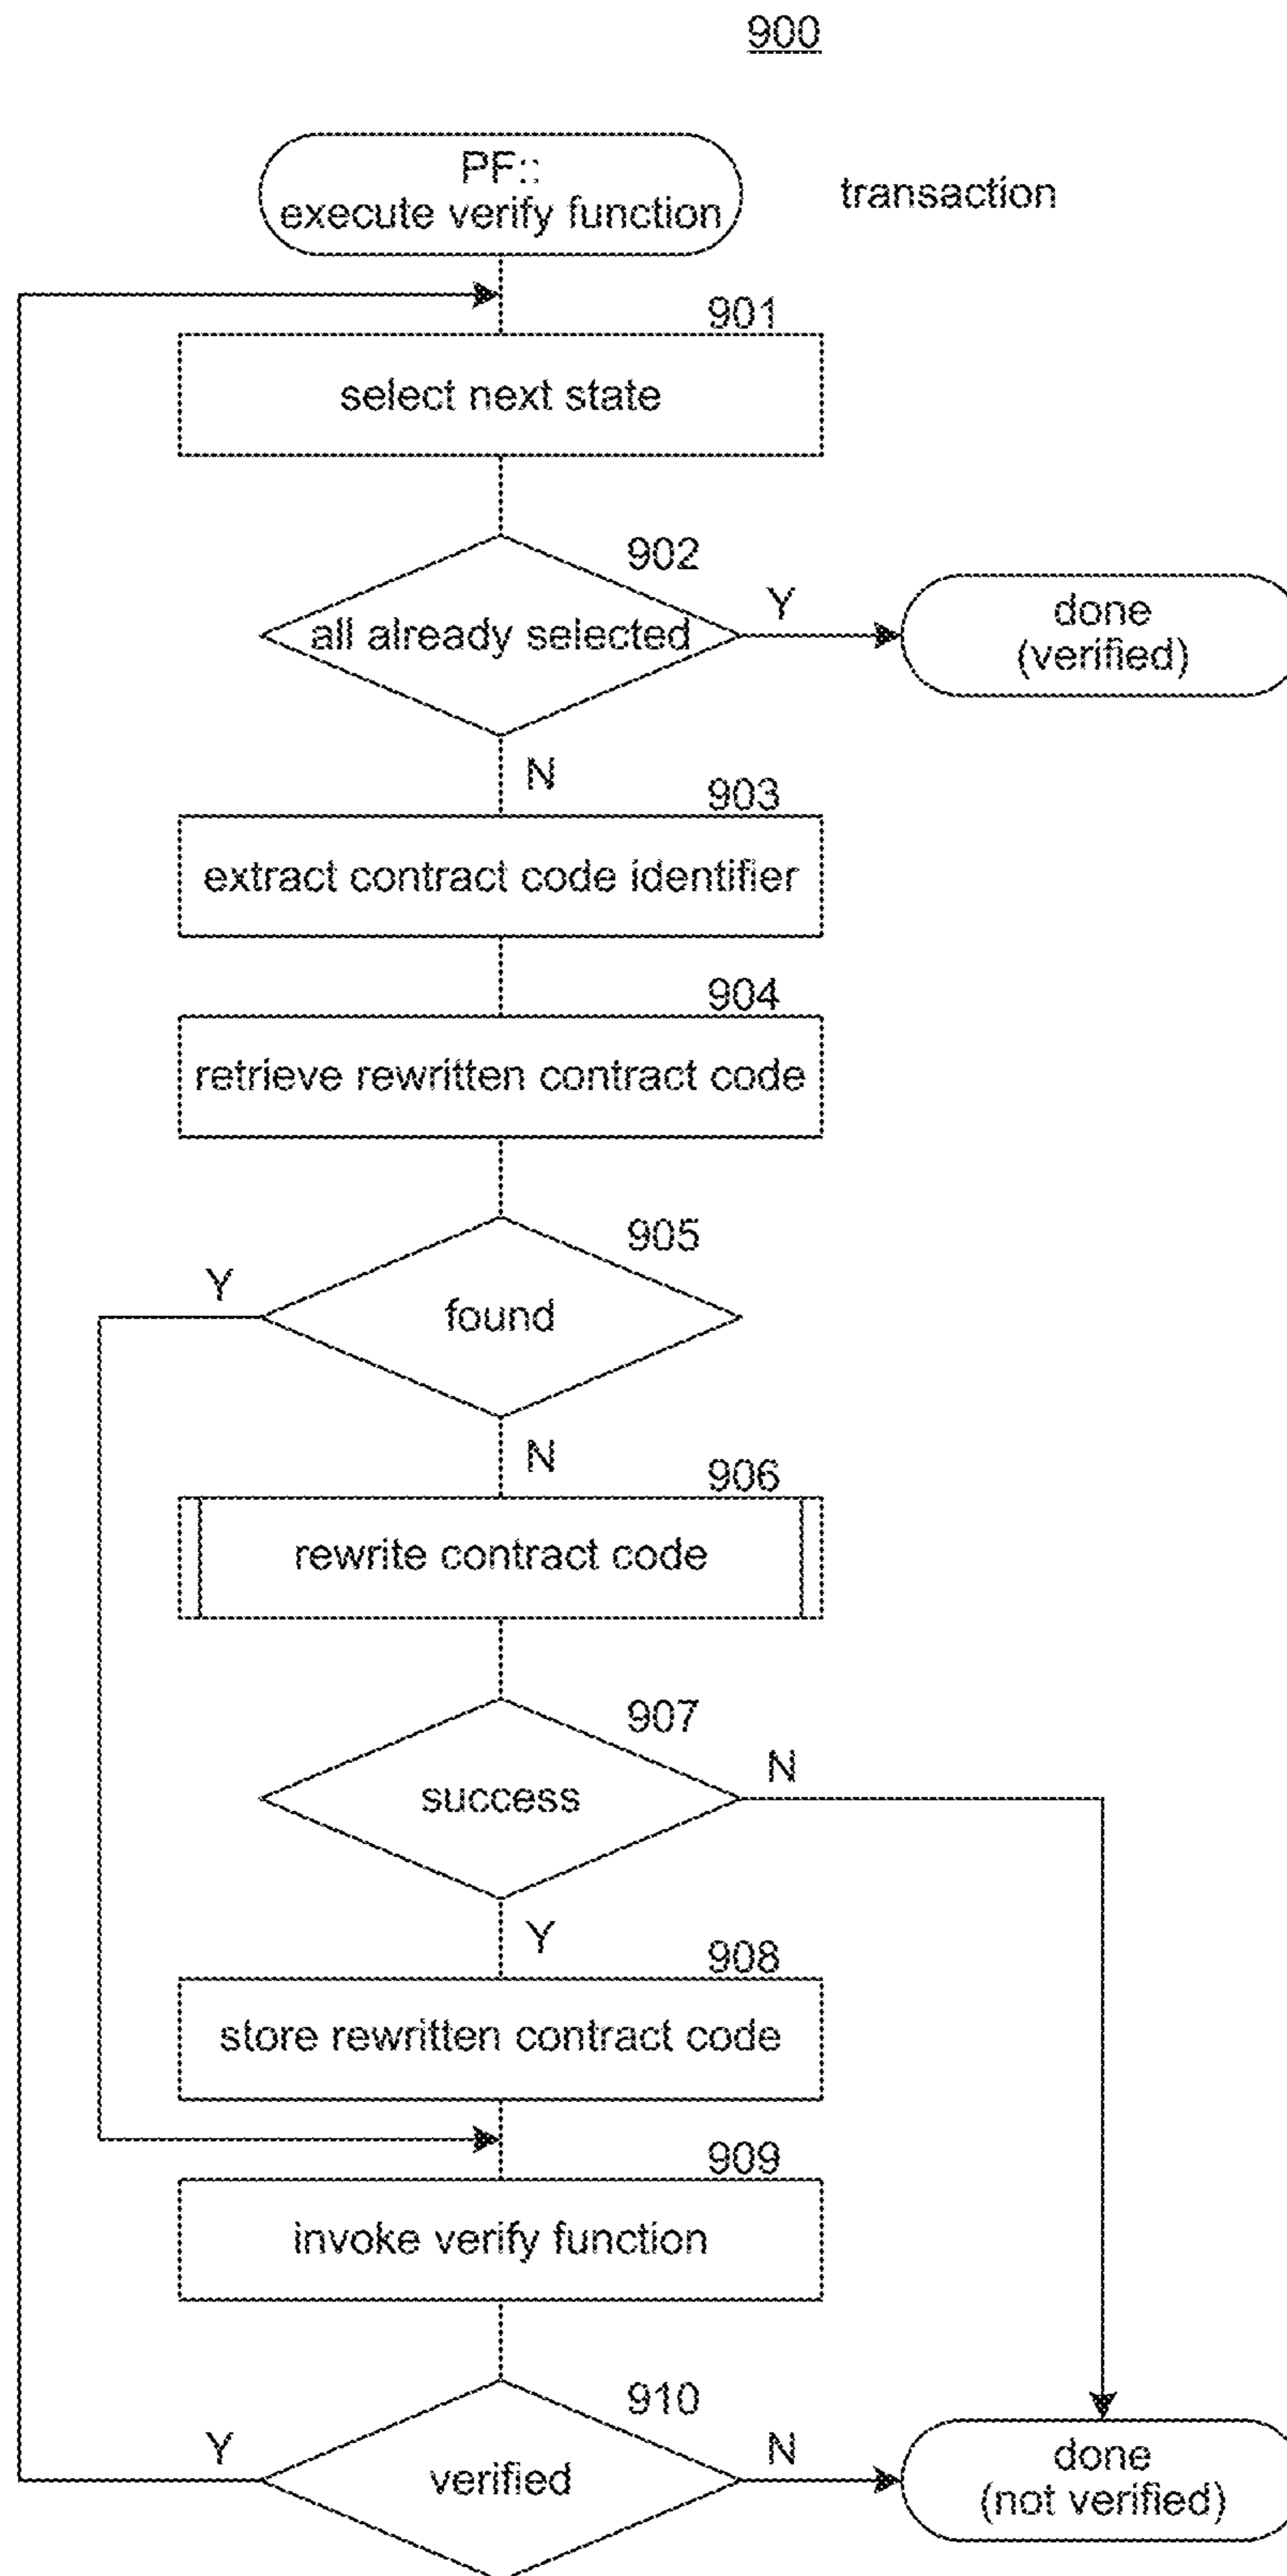 900
PF::
execute verify function
transaction
901
select next state
902
all already selected
Y
done
(verified)
N
903
extract contract code identifier
904
retrieve rewritten contract code
905
Y
found
N
906
rewrite contract code
907
N
success
Y
908
store rewritten contract code
909
invoke verify function
910
Y
verified
N
done
(not verified)